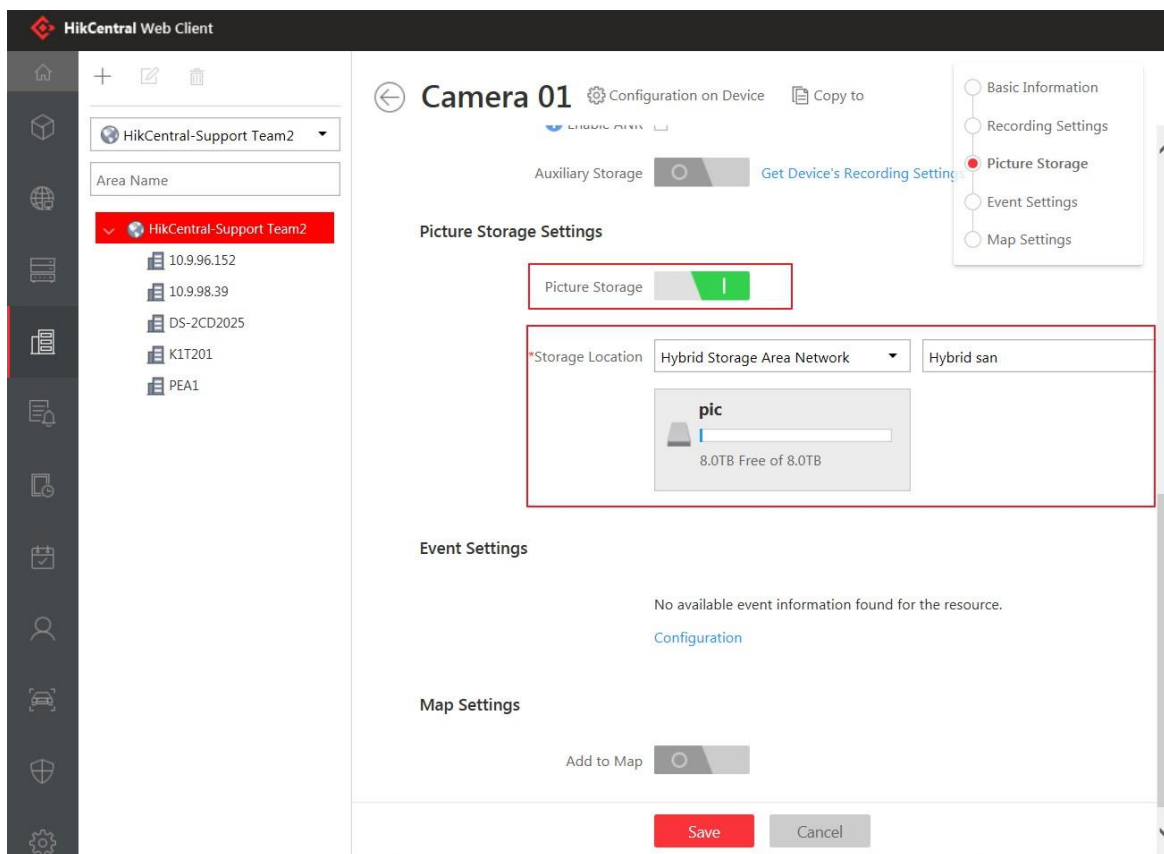 HikCentral Web Client
HikCentral-Support Team2
Area Name
HikCentral-Support Team2
10.9.96.152
10.9.98.39
DS-2CD2025
K1T201
PEA1
Camera 01
Configuration on Device
Copy to
Basic Information
Recording Settings
Picture Storage
Event Settings
Map Settings
Enable ANR
Auxiliary Storage
Get Device's Recording Settings
Picture Storage Settings
Picture Storage
*Storage Location
Hybrid Storage Area Network
Hybrid san
pic
8.0TB Free of 8.0TB
Event Settings
No available event information found for the resource.
Configuration
Map Settings
Add to Map
Save
Cancel